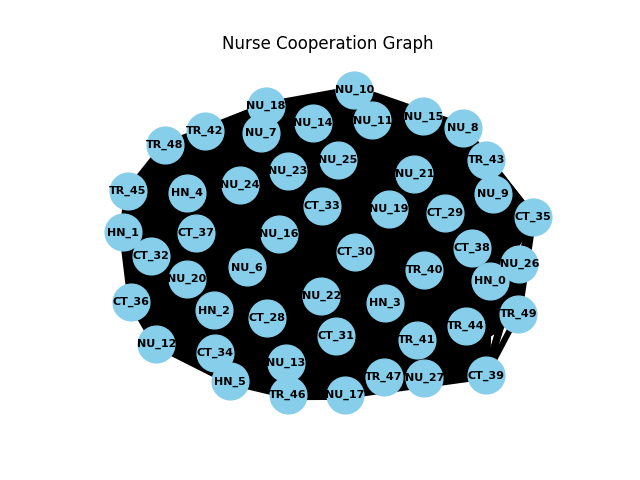 Nurse Cooperation Graph
NU_10
NU_18
NU_15
NU_11
NU_14
NU_8
TR_42
NU_7
TR_48
NU_25
TR_43
NU_23
NU_21
NU_24
TR_45
HN_4
NU_9
CT_33
NU_19
CT_29
CT_35
HN_1
CT_37
NU_16
CT_38
CT_30
CT_32
NU_26
NU_6
TR_40
NU_20
HN_0
NU_22
CT_36
HN_3
HN_2
TR_49
CT_28
TR_44
CT_31
TR_41
NU_12
CT_34
NU_13
CT_39
TR_47
NU_27
HN_5
TR_46
NU_17